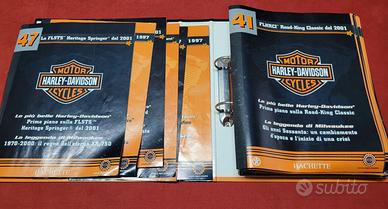 47
La FLSTS Heritage Springer del 2001
1997
1997
MOTOR
HARLEY-DAVIDSON
CYCLES
Le più belle Harley-Davidson
Primo piano sulla FLSTS
Heritage Springer del 2001
La leggenda di Milwaukee
1970-2000: il regno dell'
HACHETTE
41
FLHRCI Road-King Classic del 2001
MOTOR
HARLEY-DAVIDSON
CYCLES
Le più belle Harley-Davidson
Primo piano sulla Road-King Classic
La leggenda di Milwaukee
Gli anni Sessanta: un cambiamento
d'epoca e l'inizio di una crisi
HACHETTE
subito